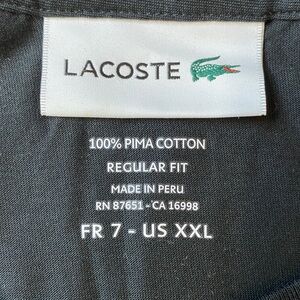 LACOSTE
100% PIMA COTTON
REGULAR FIT
MADE IN PERU
RN 87651 - CA 16998
FR 7 - US XXL